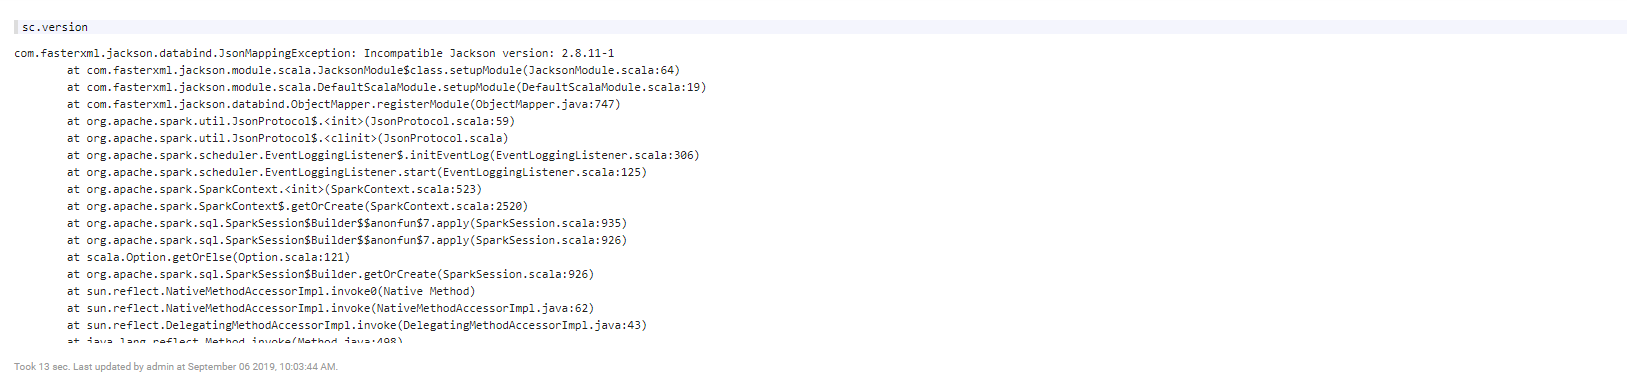 sc.version
com.fasterxml.jackson.databind.JsonMappingException: Incompatible Jackson version: 2.8.11-1
at com.fasterxml.jackson.module.scala.JacksonModule$class.setupModule(JacksonModule.scala:64)
at com.fasterxml.jackson.module.scala.DefaultScalaModule.setupModule(DefaultScalaModule.scala:19)
at com.fasterxml.jackson.databind.ObjectMapper.registerModule(ObjectMapper.java:747)
at org.apache.spark.util.JsonProtocol$.<init>(JsonProtocol.scala:59)
at org.apache.spark.util.JsonProtocol$.<clinit>(JsonProtocol.scala)
at org.apache.spark.scheduler.EventLoggingListener$.initEventLog(EventLoggingListener.scala:306)
at org.apache.spark.scheduler.EventLoggingListener.start(EventLoggingListener.scala:125)
at org.apache.spark.SparkContext.<init>(SparkContext.scala:523)
at org.apache.spark.SparkContext$.getOrCreate(SparkContext.scala:2520)
at org.apache.spark.sql.SparkSession$Builder$$anonfun$7.apply(SparkSession.scala:935)
at org.apache.spark.sql.SparkSession$Builder$$anonfun$7.apply(SparkSession.scala:926)
at scala.Option.getOrElse(Option.scala:121)
at org.apache.spark.sql.SparkSession$Builder.getOrCreate(SparkSession.scala:926)
at sun.reflect.NativeMethodAccessorImpl.invoke0(Native Method)
at sun.reflect.NativeMethodAccessorImpl.invoke(NativeMethodAccessorImpl.java:62)
at sun.reflect.DelegatingMethodAccessorImpl.invoke(DelegatingMethodAccessorImpl.java:43)
at java.lang.reflect.Method.invoke(Method.java:498)
Took 13 sec. Last updated by admin at September 06 2019, 10:03:44 AM.